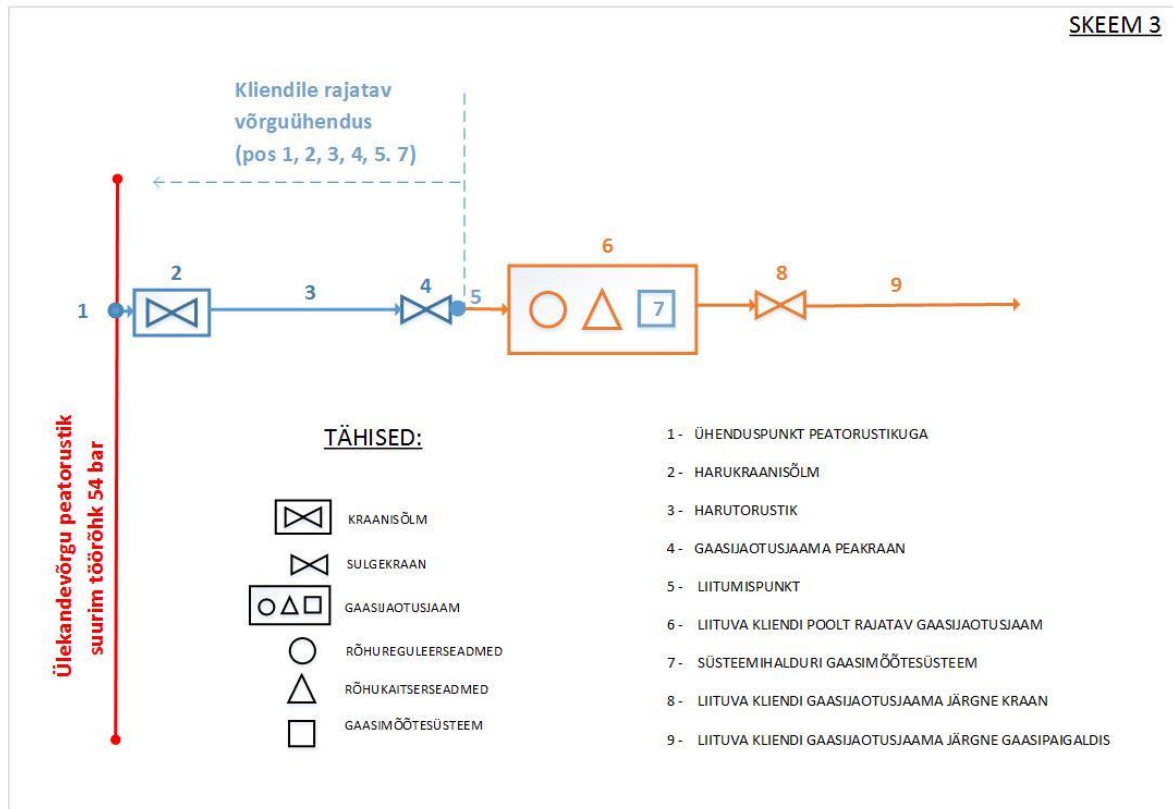 SKEEM 3
Kliendile rajatav
võrguühendus
(pos 1, 2, 3, 4, 5. 7)
1
2
3
4
5
6
7
8
9
Ülekandevõrgu peatorustik
suurim töörõhk 54 bar
TÄHISED:
KRAANISÕLM
SULGEKRAAN
GAASIJAOTUSJAAM
RÕHUREGULEERSEADMED
RÕHUKAITSERSEADMED
GAASIMÕÕTESÜSTEEM
1 - ÜHENDUSPUNKT PEATORUSTIKUGA
2 - HARUKRAANISÕLM
3 - HARUTORUSTIK
4 - GAASIJAOTUSJAAMA PEAKRAAN
5 - LIITUMISPUNKT
6 - LIITUVA KLIENDI POOLT RAJATAV GAASIJAOTUSJAAM
7 - SÜSTEEMIHALDURI GAASIMÕÕTESÜSTEEM
8 - LIITUVA KLIENDI GAASIJAOTUSJAAMA JÄRGNE KRAAN
9 - LIITUVA KLIENDI GAASIJAOTUSJAAMA JÄRGNE GAASIPAIGALDIS